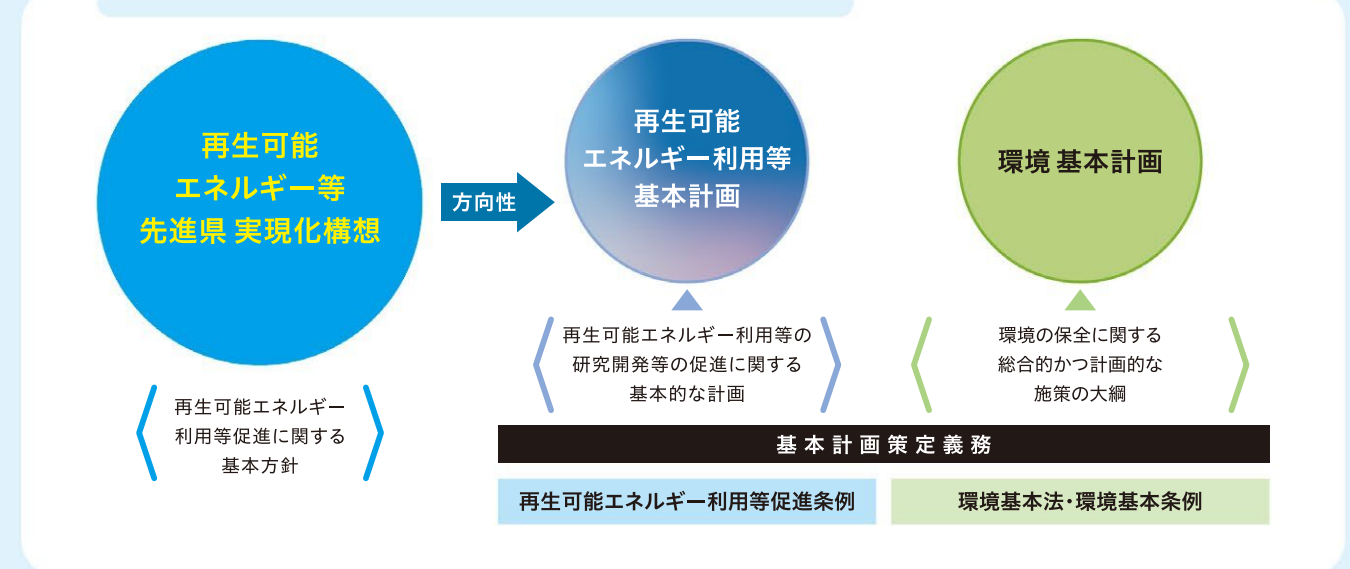 再生可能
エネルギー等
先進県 実現化構想
再生可能エネルギー
利用等促進に関する
基本方針
方向性
再生可能
エネルギー利用等
基本計画
再生可能エネルギー利用等の
研究開発等の促進に関する
基本的な計画
環境 基本計画
環境の保全に関する
総合的かつ計画的な
施策の大綱
基本計画策定義務
再生可能エネルギー利用等促進条例
環境基本法・環境基本条例